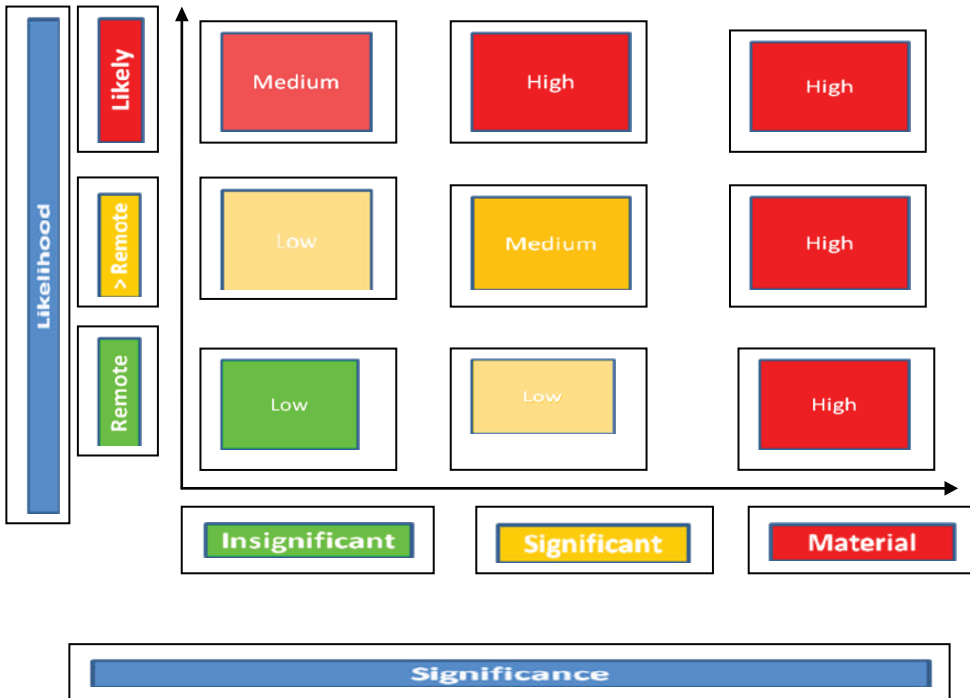 Likelihood
Likely
Medium
High
High
> Remote
Low
Medium
High
Remote
Low
Low
High
Insignificant
Significant
Material
Significance